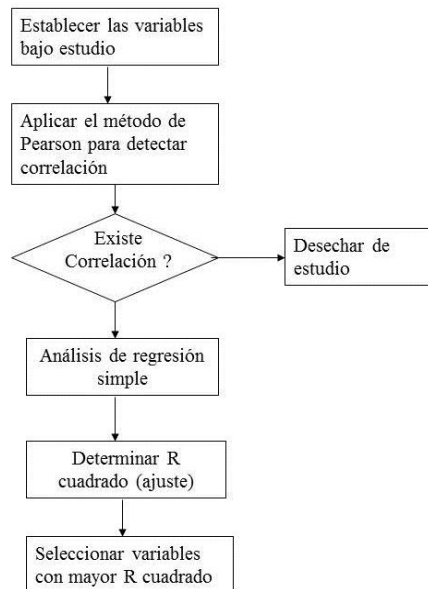 Establecer las variables
bajo estudio
Aplicar el método de
Pearson para detectar
correlación
Existe
Correlación ?
Desechar de
estudio
Análisis de regresión
simple
Determinar R
cuadrado (ajuste)
Seleccionar variables
con mayor R cuadrado